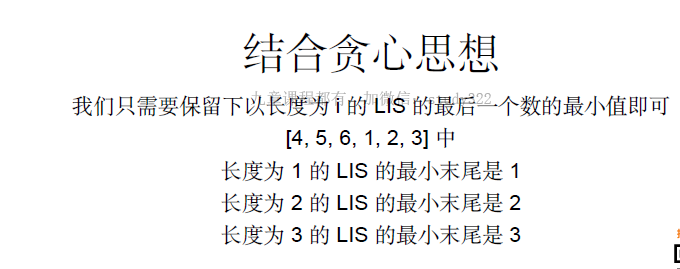 结合贪心思想
我们只需要保留下以长度为 i 的 LIS 的最后一个数的最小值即可
[4, 5, 6, 1, 2, 3] 中
长度为 1 的 LIS 的最小末尾是 1
长度为 2 的 LIS 的最小末尾是 2
长度为 3 的 LIS 的最小末尾是 3